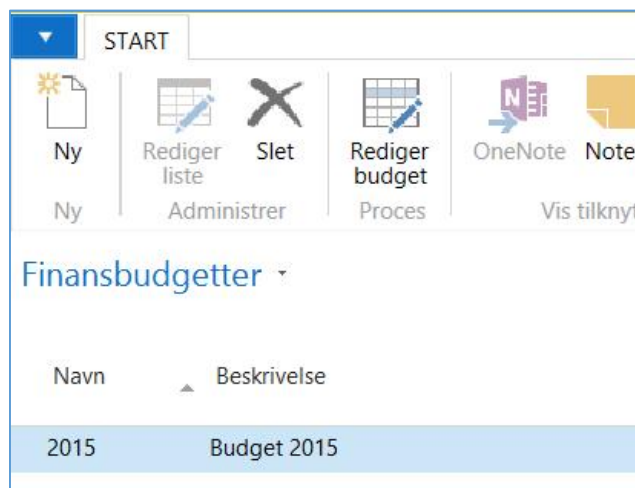 START
Ny
Rediger liste
Slet
Rediger budget
OneNote
Note
Ny
Administrer
Proces
Vis tilknyt
Finansbudgetter
Navn
Beskrivelse
2015
Budget 2015